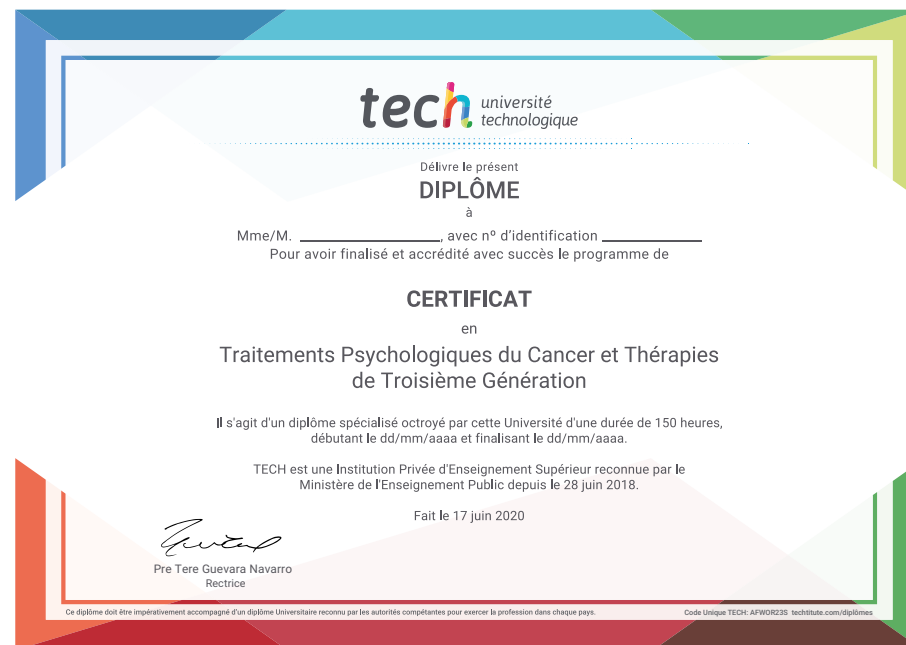 tech université
technologique
Délivre le présent
DIPLÔME
à
Mme/M. ____________________, avec nº d'identification ______________
Pour avoir finalisé et accrédité avec succès le programme de
CERTIFICAT
en
Traitements Psychologiques du Cancer et Thérapies
de Troisième Génération
Il s'agit d'un diplôme spécialisé octroyé par cette Université d'une durée de 150 heures,
débutant le dd/mm/aaaa et finalisant le dd/mm/aaaa.
TECH est une Institution Privée d'Enseignement Supérieur reconnue par le
Ministère de l'Enseignement Public depuis le 28 juin 2018.
Fait le 17 juin 2020
Pre Tere Guevara Navarro
Rectrice
Ce diplôme doit être impérativement accompagné d'un diplôme Universitaire reconnu par les autorités compétantes pour exercer la profession dans chaque pays.
Code Unique TECH: AFWOR23S techtitute.com/diplômes